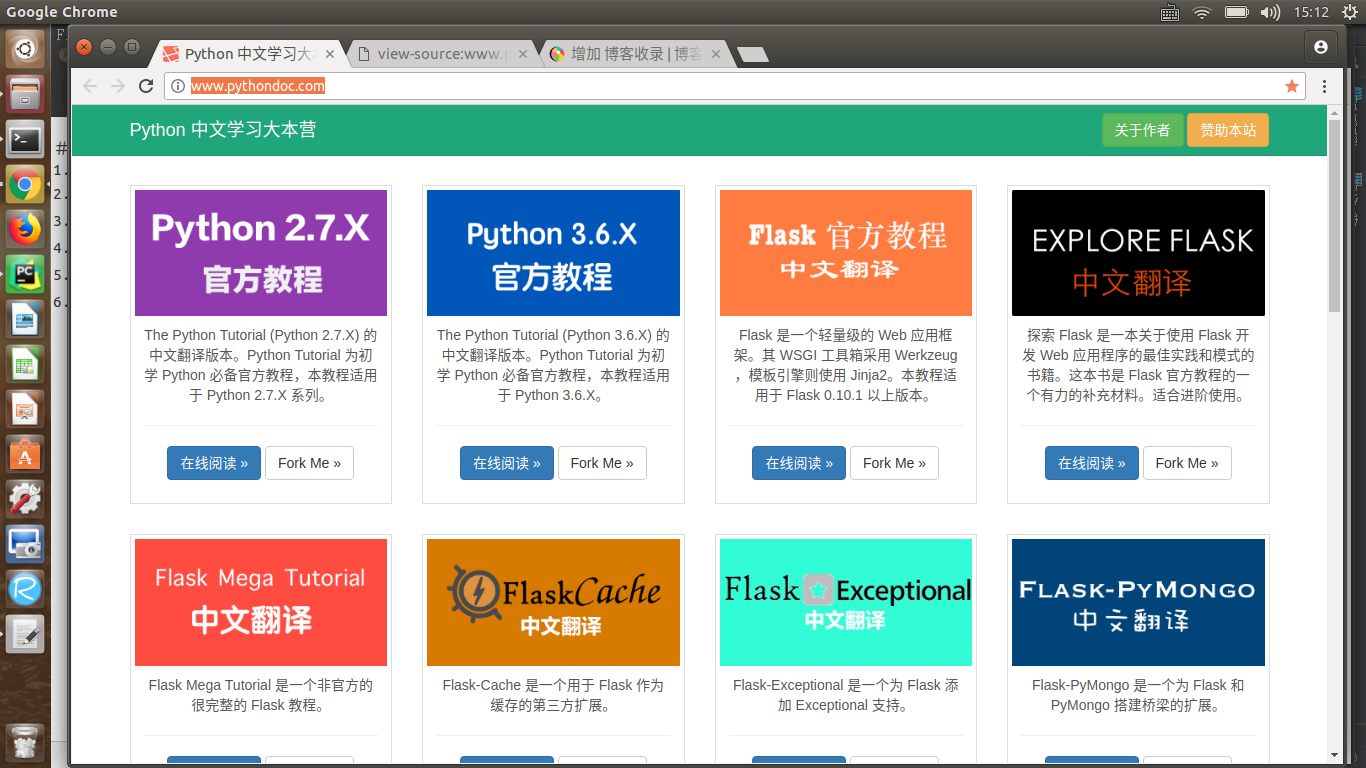 Google Chrome
15:12
Python 中文学习大
view-source:www.p
增加 博客收录 | 博客
www.pythondoc.com
Python 中文学习大本营
关于作者
赞助本站
#
1.
2.
3.
4.
5.
6.
Python 2.7.X
官方教程
The Python Tutorial (Python 2.7.X) 的
中文翻译版本。Python Tutorial 为初
学 Python 必备官方教程，本教程适用
于 Python 2.7.X 系列。
在线阅读 »
Fork Me »
Python 3.6.X
官方教程
The Python Tutorial (Python 3.6.X) 的
中文翻译版本。Python Tutorial 为初
学 Python 必备官方教程，本教程适用
于 Python 3.6.X。
在线阅读 »
Fork Me »
Flask 官方教程
中文翻译
Flask 是一个轻量级的 Web 应用框
架。其 WSGI 工具箱采用 Werkzeug
，模板引擎则使用 Jinja2。本教程适
用于 Flask 0.10.1 以上版本。
在线阅读 »
Fork Me »
EXPLORE FLASK
中文翻译
探索 Flask 是一本关于使用 Flask 开
发 Web 应用程序的最佳实践和模式的
书籍。这本书是 Flask 官方教程的一
个有力的补充材料。适合进阶使用。
在线阅读 »
Fork Me »
Flask Mega Tutorial
中文翻译
Flask Mega Tutorial 是一个非官方的
很完整的 Flask 教程。
FlaskCache
中文翻译
Flask-Cache 是一个用于 Flask 作为
缓存的第三方扩展。
Flask Exceptional
中文翻译
Flask-Exceptional 是一个为 Flask 添
加 Exceptional 支持。
FLASK-PYMONGO
中文翻译
Flask-PyMongo 是一个为 Flask 和
PyMongo 搭建桥梁的扩展。